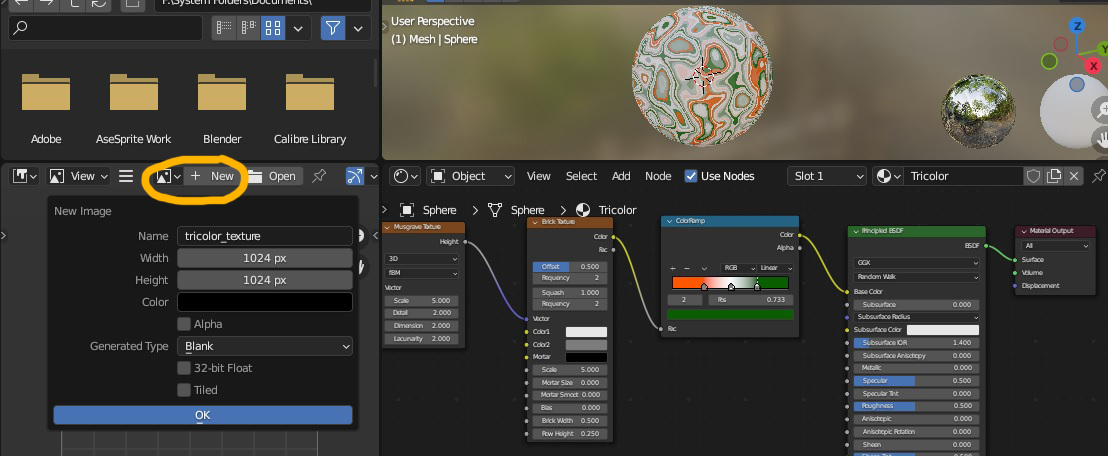 F:\System Folders\Documents\
Adobe
AseSprite Work
Blender
Calibre Library
View
New
Open
New Image
Name tricolor_texture
Width 1024 px
Height 1024 px
Color
Alpha
Generated Type Blank
32-bit Float
Tiled
OK
User Perspective
(1) Mesh | Sphere
Z
Y
X
Object
View
Select
Add
Node
Use Nodes
Slot 1
Tricolor
Sphere
Sphere
Tricolor
Musgrave Texture
Height
3D
fBM
Vector
Scale 5.000
Detail 2.000
Dimension 2.000
Lacunarity 2.000
Brick Texture
Color
Fac
Offset 0.500
Frequency 2
Squash 1.000
Frequency 2
Vector
Color1
Color2
Mortar
Scale 5.000
Mortar Size 0.000
Mortar Smoot 0.000
Bias 0.000
Brick Width 0.500
Row Height 0.250
ColorRamp
Color
Alpha
RGB
Linear
2
Pos 0.733
Fac
Principled BSDF
BSDF
GGX
Random Walk
Base Color
Subsurface 0.000
Subsurface Radius
Subsurface Color
Subsurface IOR 1.400
Subsurface Anisotropy 0.000
Metallic 0.000
Specular 0.500
Specular Tint 0.000
Roughness 0.500
Anisotropic 0.000
Anisotropic Rotation 0.000
Sheen 0.000
Material Output
All
Surface
Volume
Displacement